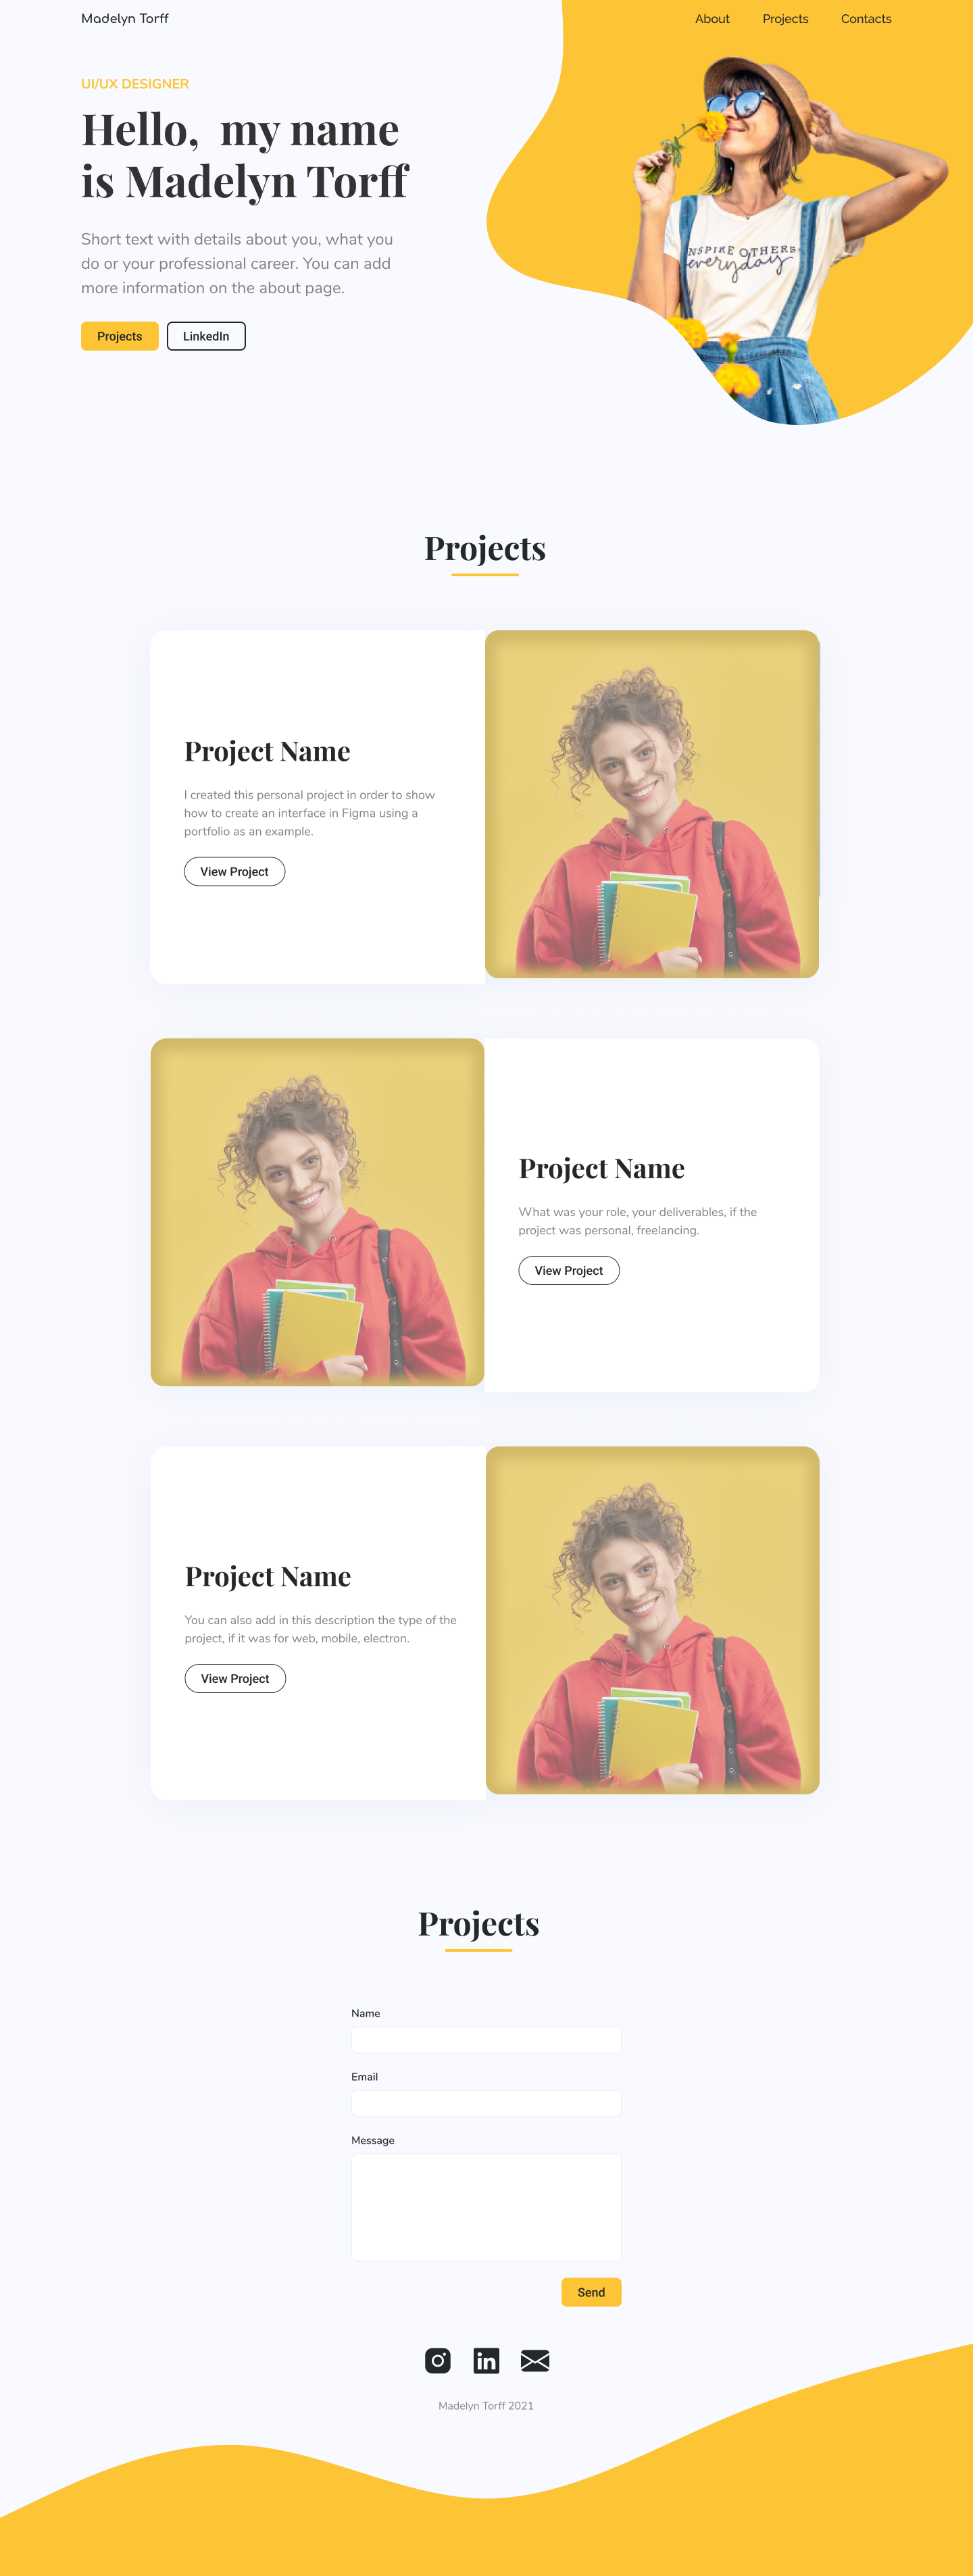 Madelyn Torff
About
Projects
Contacts
UI/UX DESIGNER
Hello, my name
is Madelyn Torff
Short text with details about you, what you
do or your professional career. You can add
more information on the about page.
Projects
LinkedIn
INSPIRE OTHERS
everyday
Projects
Project Name
I created this personal project in order to show
how to create an interface in Figma using a
portfolio as an example.
View Project
Project Name
What was your role, your deliverables, if the
project was personal, freelancing.
View Project
Project Name
You can also add in this description the type of the
project, if it was for web, mobile, electron.
View Project
Projects
Name
Email
Message
Send
in
Madelyn Torff 2021